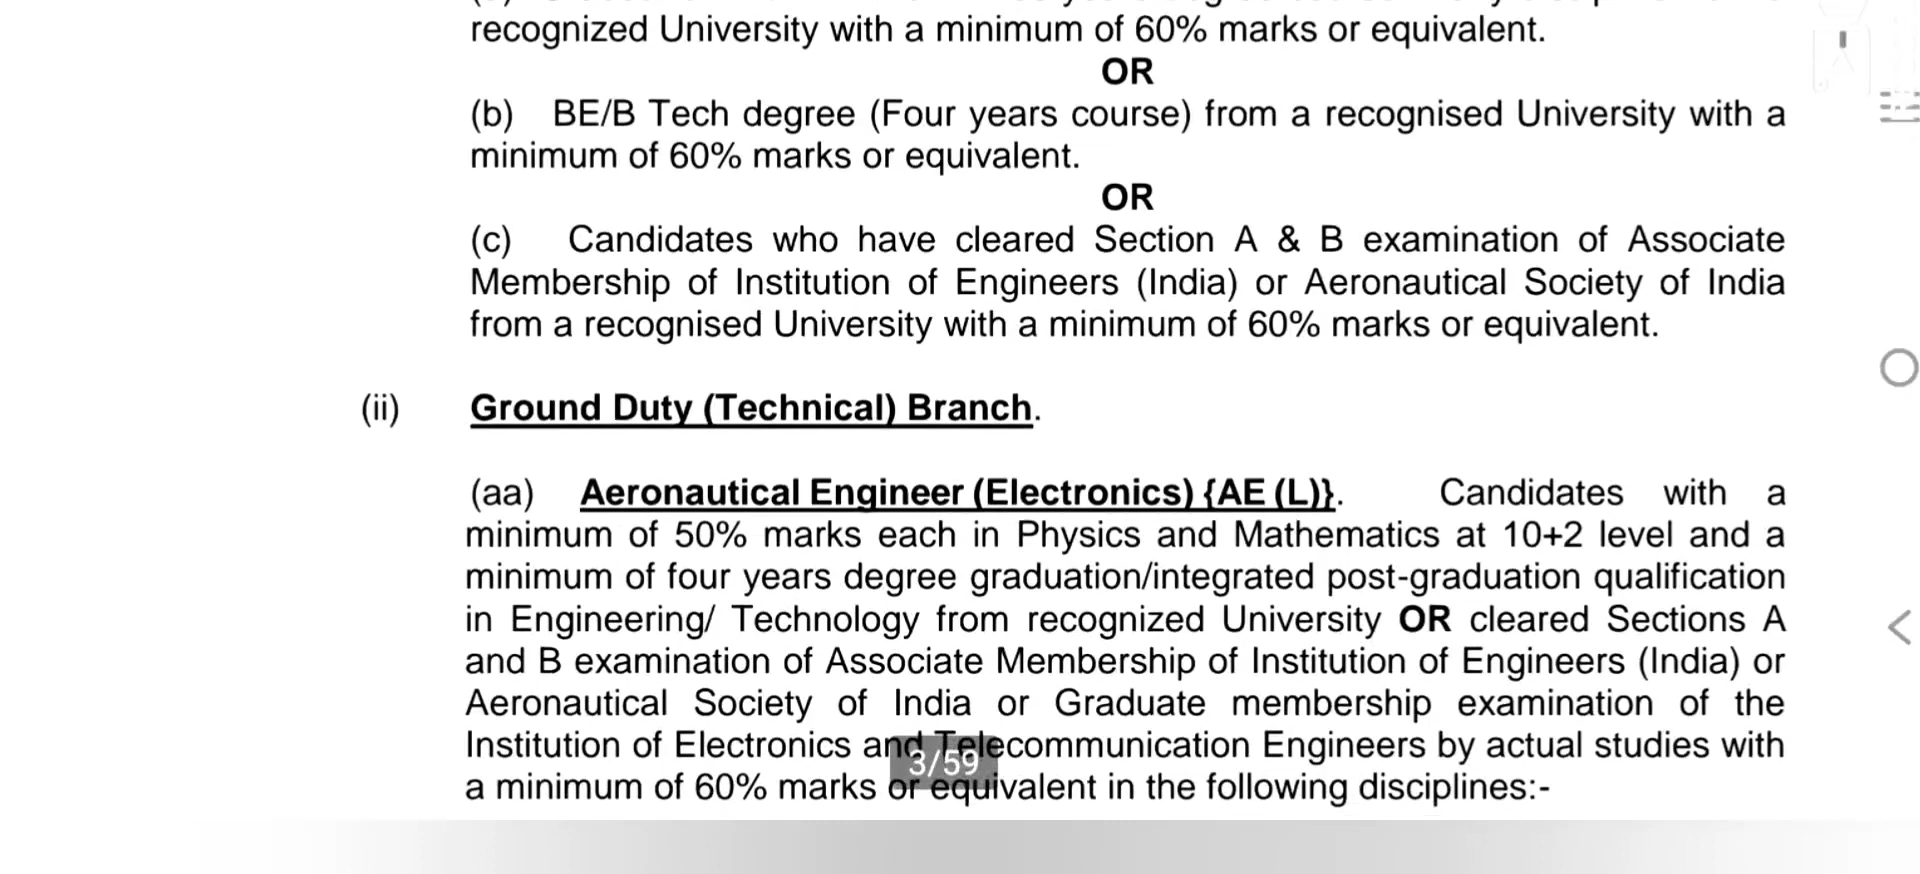 recognized University with a minimum of 60% marks or equivalent.
OR
(b) BE/B Tech degree (Four years course) from a recognised University with a
minimum of 60% marks or equivalent.
OR
(c) Candidates who have cleared Section A & B examination of Associate
Membership of Institution of Engineers (India) or Aeronautical Society of India
from a recognised University with a minimum of 60% marks or equivalent.
(ii) Ground Duty (Technical) Branch.
(aa) Aeronautical Engineer (Electronics) {AE (L)}. Candidates with a
minimum of 50% marks each in Physics and Mathematics at 10+2 level and a
minimum of four years degree graduation/integrated post-graduation qualification
in Engineering/ Technology from recognized University OR cleared Sections A
and B examination of Associate Membership of Institution of Engineers (India) or
Aeronautical Society of India or Graduate membership examination of the
Institution of Electronics and Telecommunication Engineers by actual studies with
3/59
a minimum of 60% marks or equivalent in the following disciplines:-